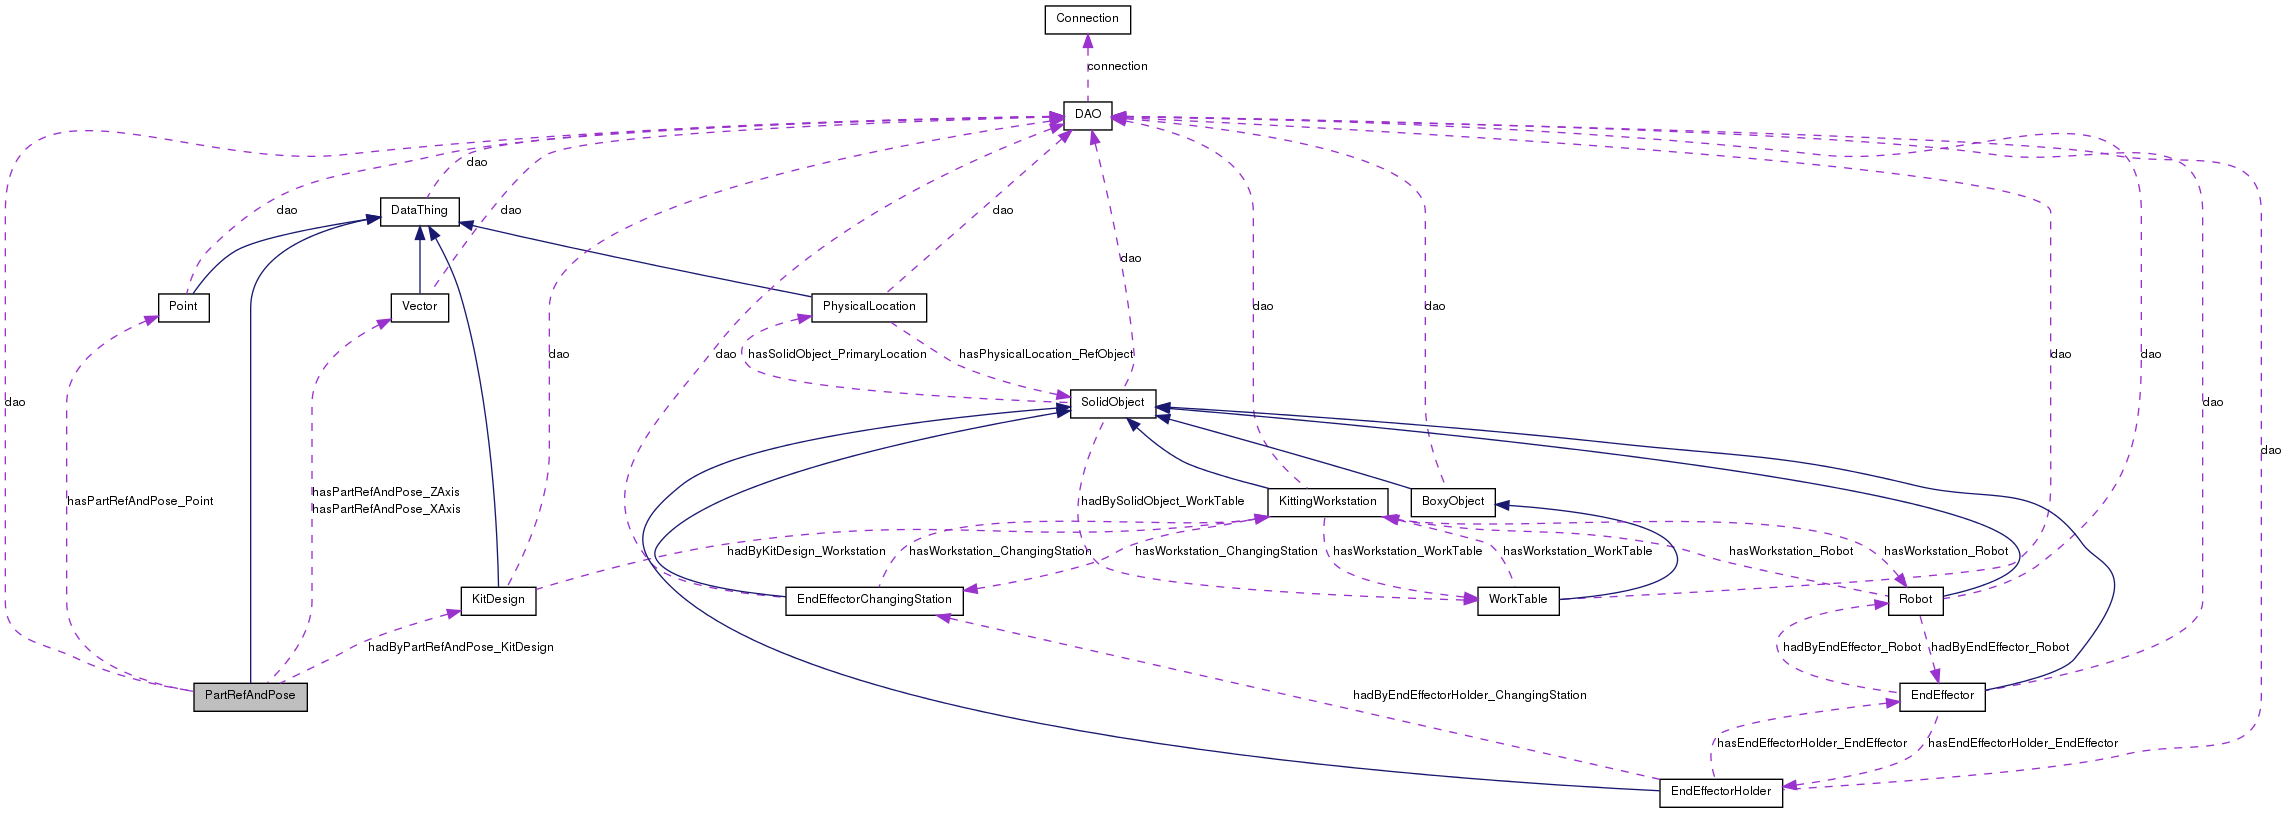 Connection
connection
DAO
dao
DataThing
dao
dao
dao
dao
Point
Vector
PhysicalLocation
dao
dao
dao
hasSolidObject_PrimaryLocation
hasPhysicalLocation_RefObject
dao
dao
dao
dao
SolidObject
dao
dao
dao
hasPartRefAndPose_Point
hasPartRefAndPose_ZAxis
hasPartRefAndPose_XAxis
hadBySolidObject_WorkTable
KittingWorkstation
BoxyObject
hadByKitDesign_Workstation
hasWorkstation_ChangingStation
hasWorkstation_ChangingStation
hasWorkstation_WorkTable
hasWorkstation_WorkTable
hasWorkstation_Robot
hasWorkstation_Robot
KitDesign
EndEffectorChangingStation
WorkTable
Robot
hadByPartRefAndPose_KitDesign
hadByEndEffector_Robot
hadByEndEffector_Robot
PartRefAndPose
hadByEndEffectorHolder_ChangingStation
EndEffector
hasEndEffectorHolder_EndEffector
hasEndEffectorHolder_EndEffector
EndEffectorHolder